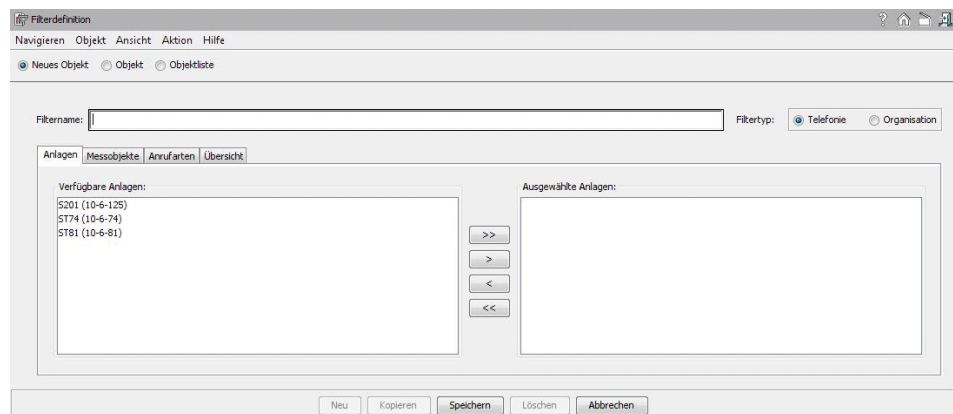 Filterdefinition
Navigieren Objekt Ansicht Aktion Hilfe
Neues Objekt Objekt Objektliste
Filtername: Filtertyp: Telefonie Organisation
Anlagen Messobjekte Anrufarten Übersicht
Verfügbare Anlagen:
S201 (10-6-125)
ST74 (10-6-74)
ST81 (10-6-81)
>>
>
<
<<
Ausgewählte Anlagen:
Neu Kopieren Speichern Löschen Abbrechen